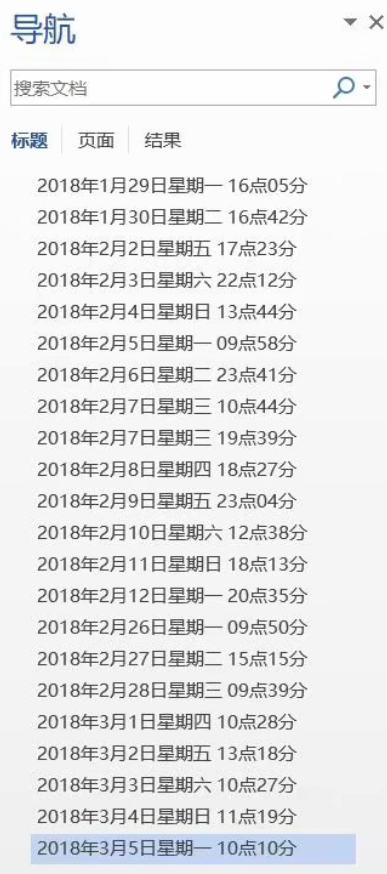 导航
搜索文档
标题 页面 结果
2018年1月29日星期一 16点05分
2018年1月30日星期二 16点42分
2018年2月2日星期五 17点23分
2018年2月3日星期六 22点12分
2018年2月4日星期日 13点44分
2018年2月5日星期一 09点58分
2018年2月6日星期二 23点41分
2018年2月7日星期三 10点44分
2018年2月7日星期三 19点39分
2018年2月8日星期四 18点27分
2018年2月9日星期五 23点04分
2018年2月10日星期六 12点38分
2018年2月11日星期日 18点13分
2018年2月12日星期一 20点35分
2018年2月26日星期一 09点50分
2018年2月27日星期二 15点15分
2018年2月28日星期三 09点39分
2018年3月1日星期四 10点28分
2018年3月2日星期五 13点18分
2018年3月3日星期六 10点27分
2018年3月4日星期日 11点19分
2018年3月5日星期一 10点10分